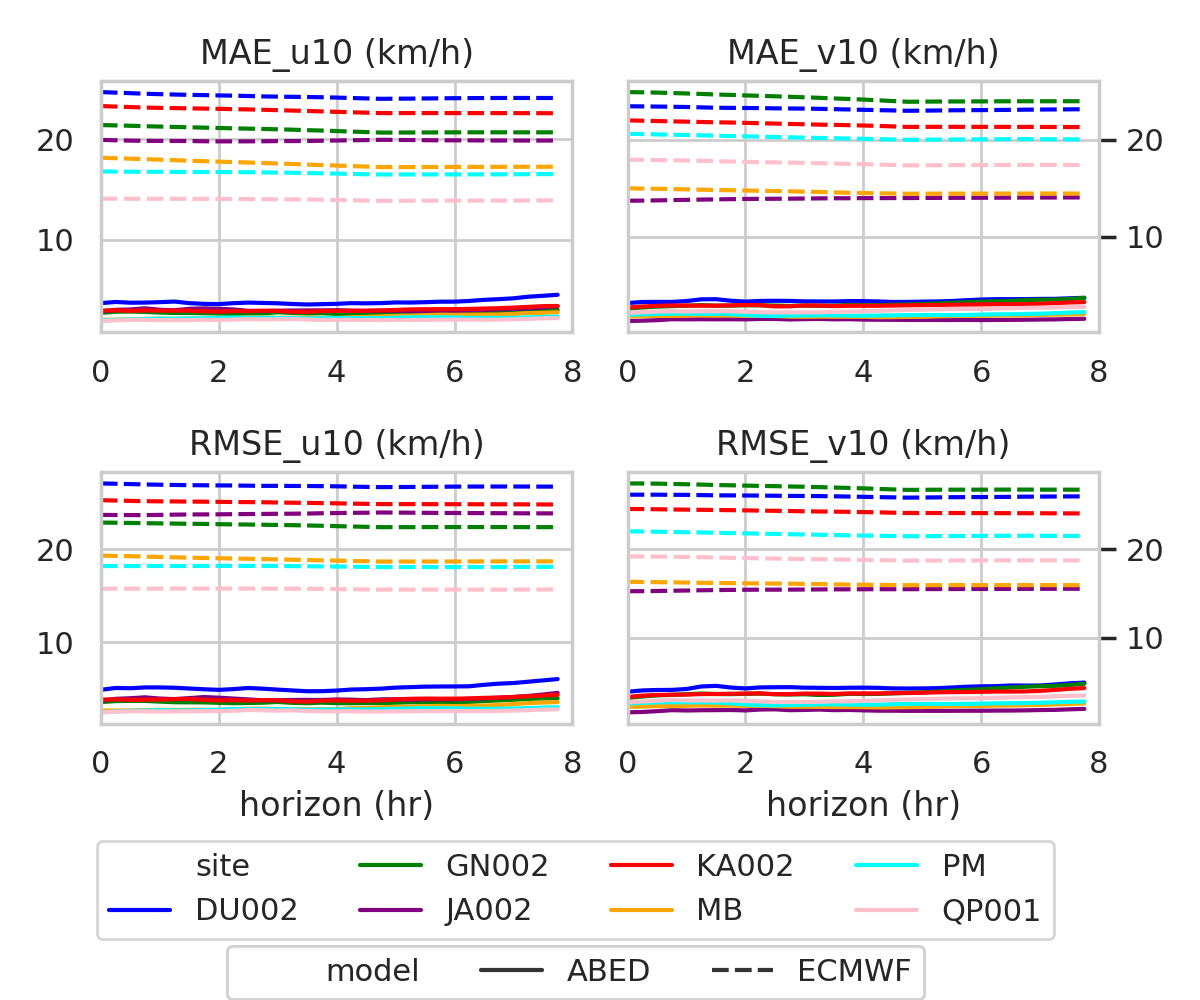 MAE_u10 (km/h) MAE_v10 (km/h)
20 20
10 10
0 2 4 6 8 0 2 4 6 8
RMSE_u10 (km/h) RMSE_v10 (km/h)
20 20
10 10
0 2 4 6 8 0 2 4 6 8
horizon (hr) horizon (hr)
site GN002 KA002 PM
DU002 JA002 MB QP001
model ABED ECMWF